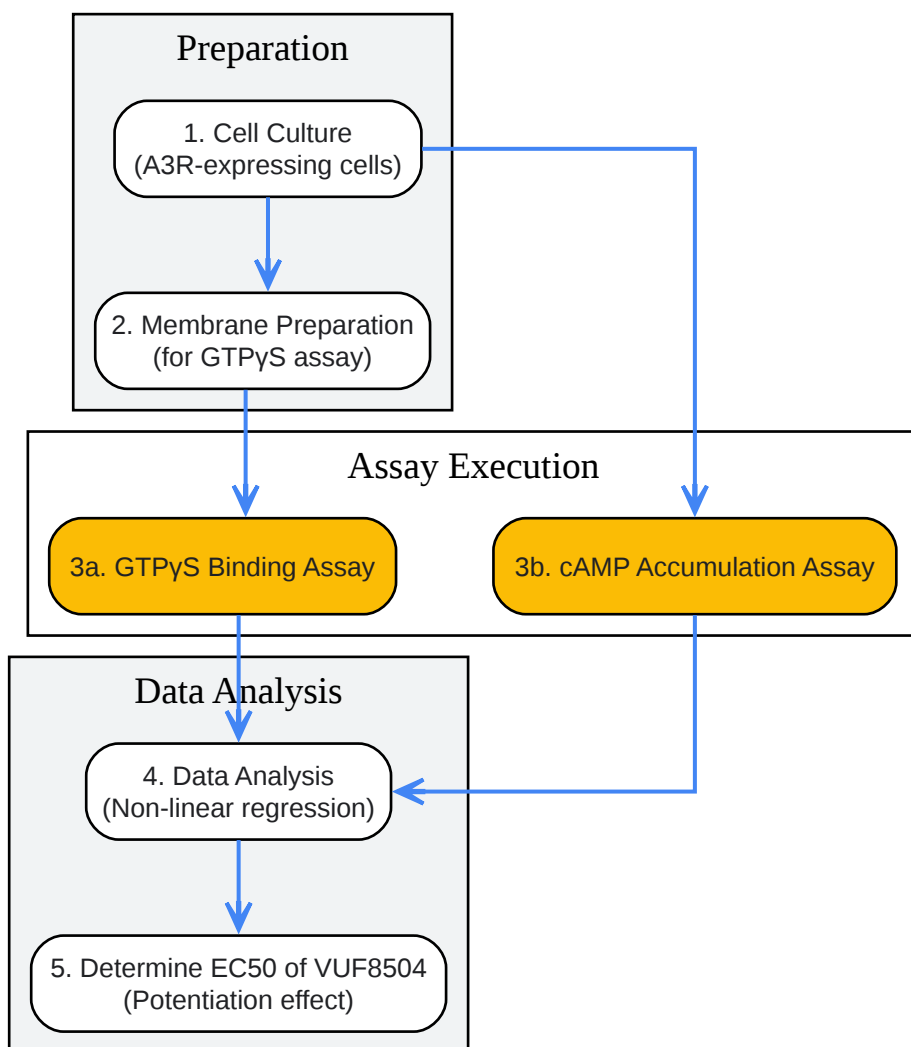 Preparation
1. Cell Culture
(A3R-expressing cells)
2. Membrane Preparation
(for GTPγS assay)
Assay Execution
3a. GTPγS Binding Assay
3b. cAMP Accumulation Assay
Data Analysis
4. Data Analysis
(Non-linear regression)
5. Determine EC50 of VUF8504
(Potentiation effect)